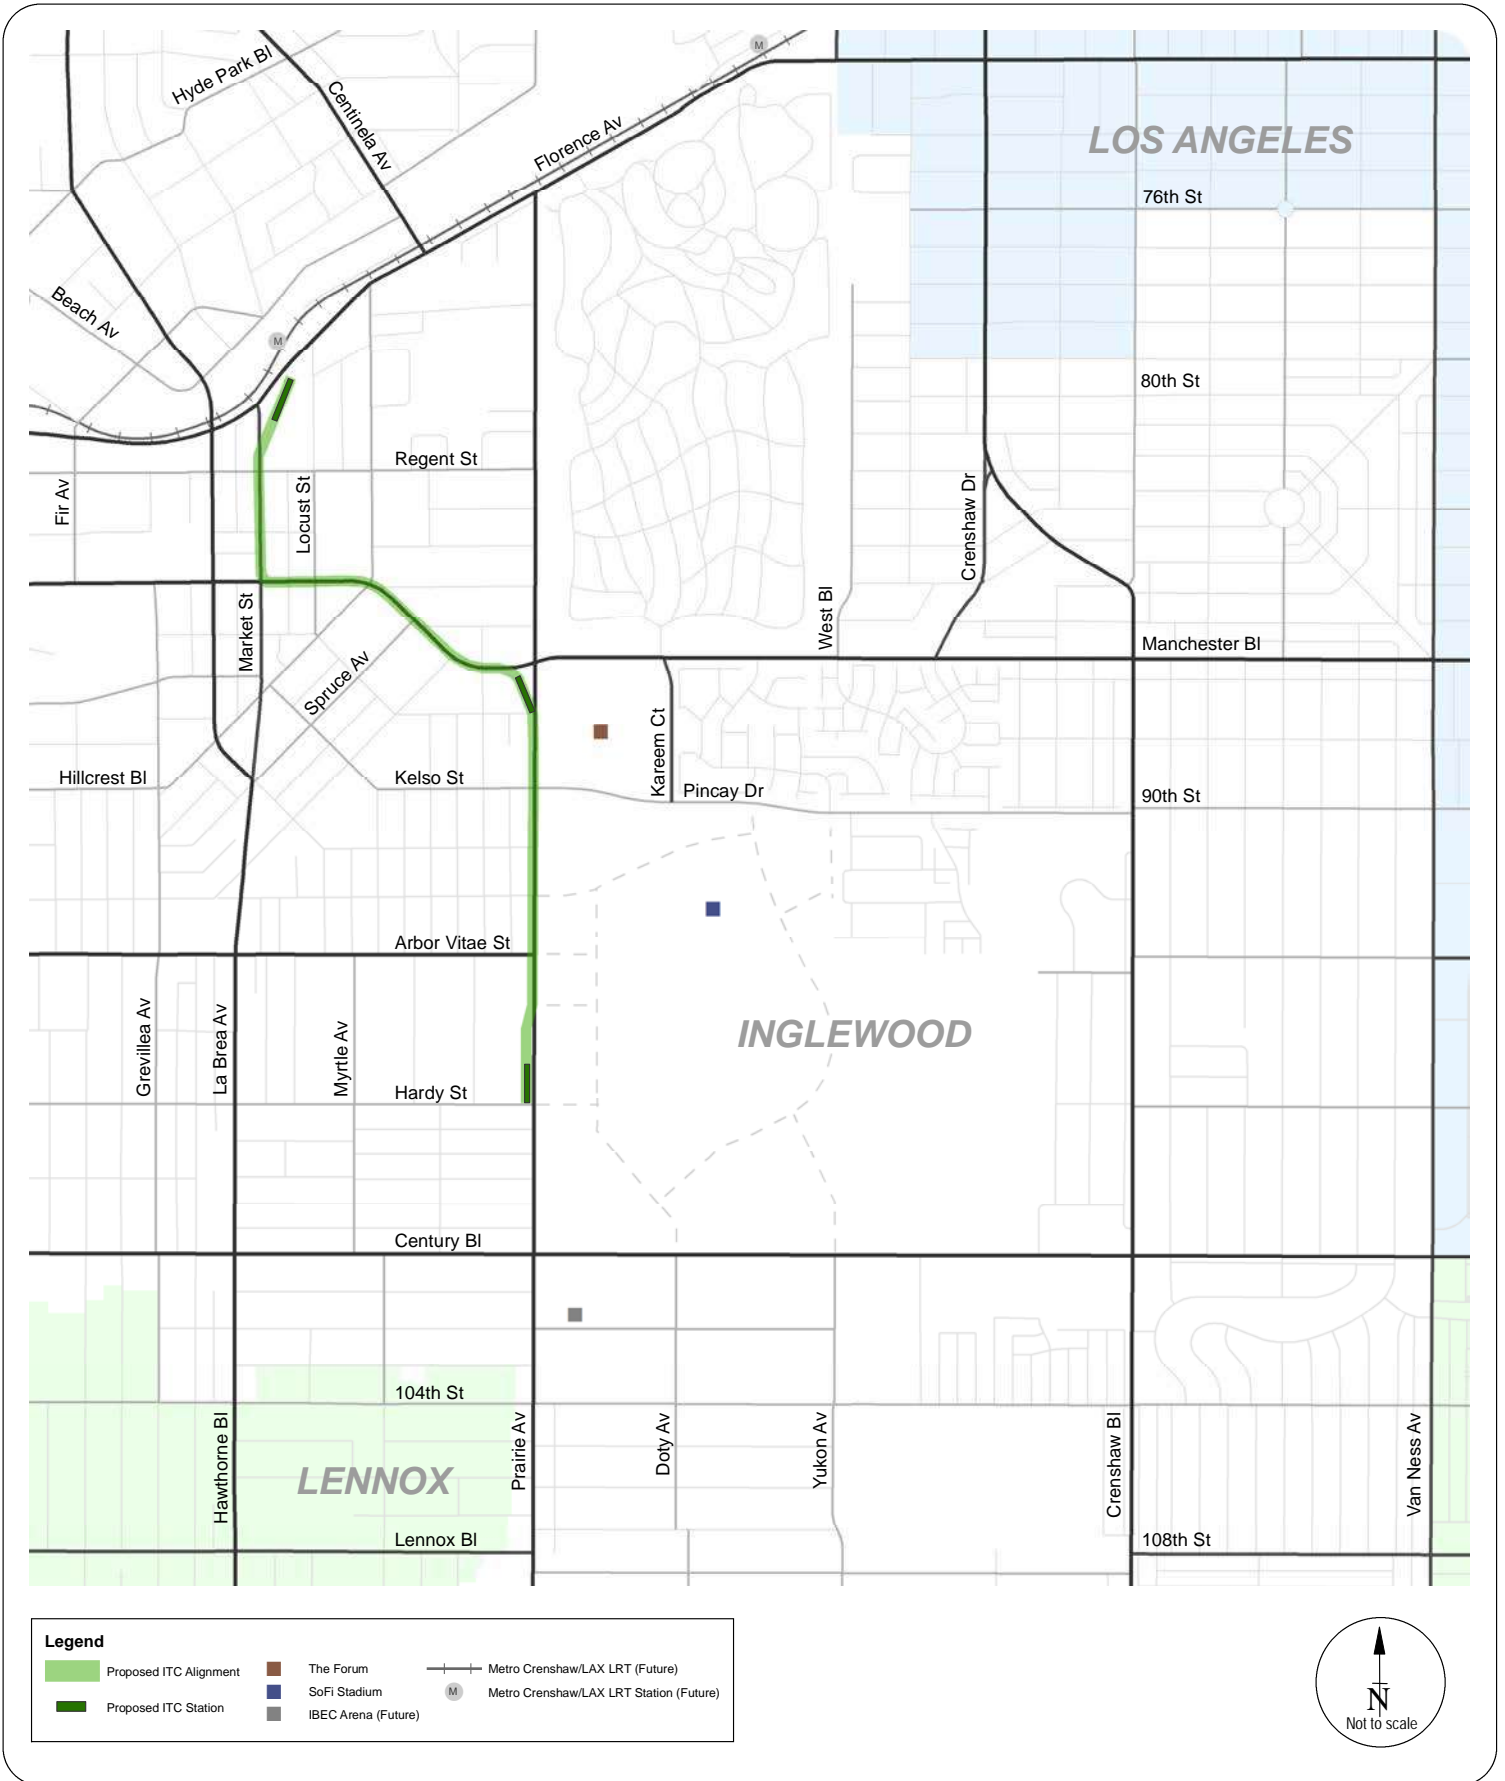 M
Hyde Park Bl
Centinela Av
Florence Av
LOS ANGELES
76th St
Beach Av
M
80th St
Regent St
Fir Av
Locust St
Crenshaw Dr
West Bl
Market St
Manchester Bl
Spruce Av
Kareem Ct
Hillcrest Bl
Kelso St
Pincay Dr
90th St
Arbor Vitae St
Grevillea Av
La Brea Av
Myrtle Av
INGLEWOOD
Hardy St
Century Bl
104th St
Hawthorne Bl
LENNOX
Prairie Av
Doty Av
Yukon Av
Crenshaw Bl
Van Ness Av
Lennox Bl
108th St
Legend
Proposed ITC Alignment
Proposed ITC Station
The Forum
SoFi Stadium
IBEC Arena (Future)
Metro Crenshaw/LAX LRT (Future)
M
Metro Crenshaw/LAX LRT Station (Future)
N
Not to scale